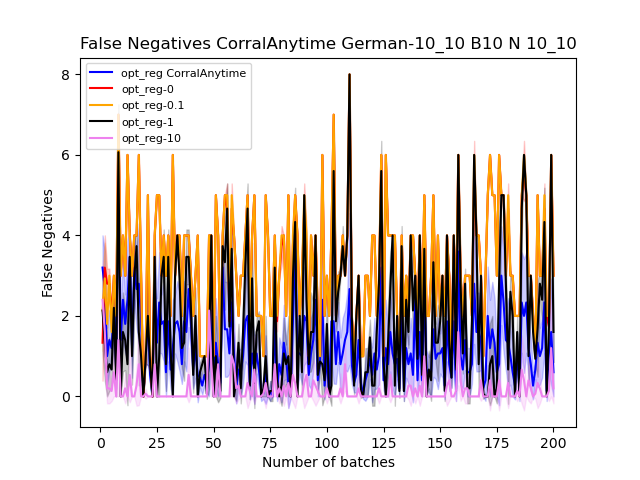 False Negatives CorralAnytime German-10_10 B10 N 10_10
8
6
4
2
0
False Negatives
opt_reg CorralAnytime
opt_reg-0
opt_reg-0.1
opt_reg-1
opt_reg-10
0 25 50 75 100 125 150 175 200
Number of batches